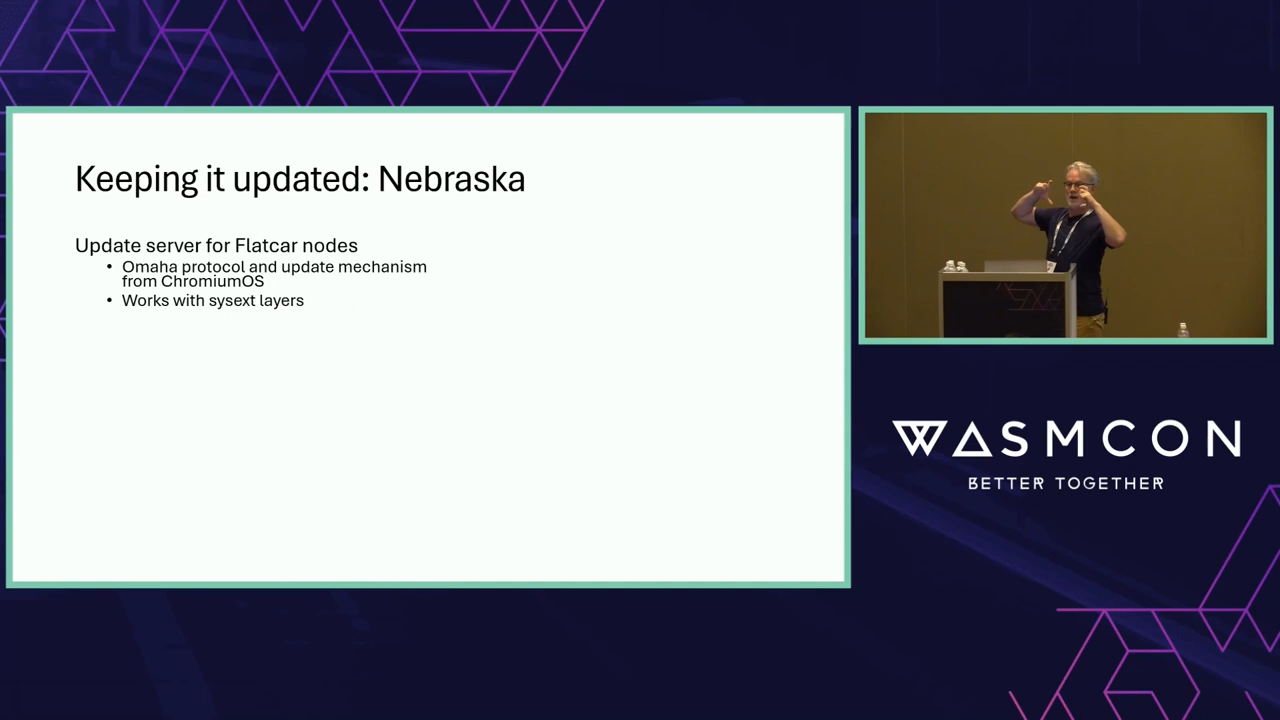 Keeping it updated: Nebraska
Update server for Flatcar nodes
• Omaha protocol and update mechanism
from ChromiumOS
• Works with sysext layers
WASMCON
BETTER TOGETHER